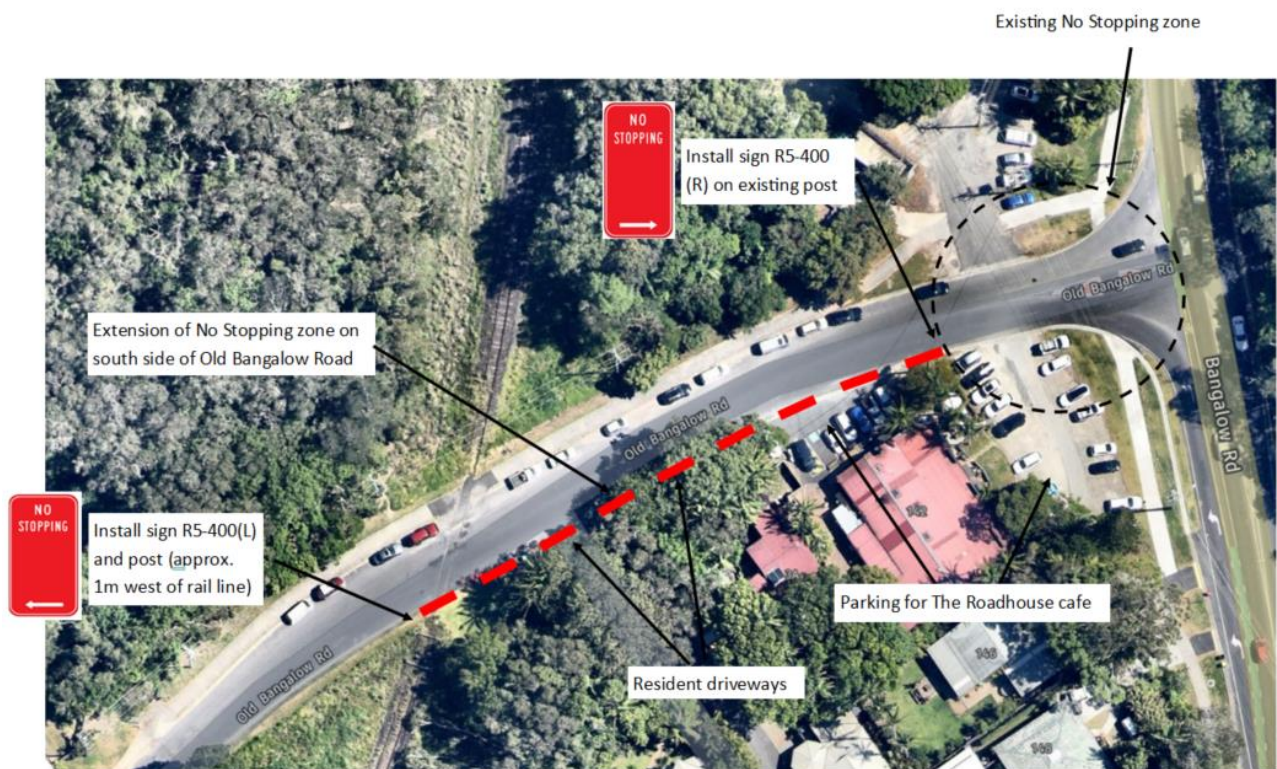 Existing No Stopping zone
NO
STOPPING
Install sign R5-400
(R) on existing post
Old Bangalow Rd
Extension of No Stopping zone on
south side of Old Bangalow Road
Old Bangalow Rd
Bangalow Rd
NO
STOPPING
Install sign R5-400(L)
and post (approx.
1m west of rail line)
142
Parking for The Roadhouse cafe
Old Bangalow Rd
Resident driveways
146
148